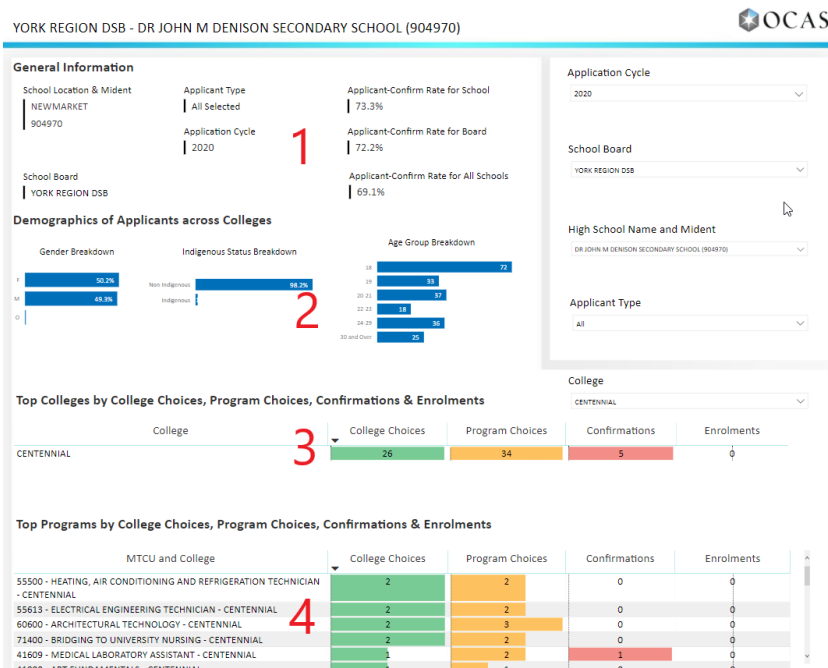 YORK REGION DSB - DR JOHN M DENISON SECONDARY SCHOOL (904970)
OCAS
General Information
School Location & Mident
NEWMARKET
904970
Applicant Type
All Selected
Application Cycle
2020
Applicant-Confirm Rate for School
73.3%
Applicant-Confirm Rate for Board
72.2%
School Board
YORK REGION DSB
Applicant-Confirm Rate for All Schools
69.1%
1
Application Cycle
2020
School Board
YORK REGION DSB
High School Name and Mident
DR JOHN M DENISON SECONDARY SCHOOL (904970)
Applicant Type
All
College
CENTENNIAL
Demographics of Applicants across Colleges
Gender Breakdown
F 50.2%
M 49.3%
O
Indigenous Status Breakdown
Non Indigenous 98.2%
Indigenous
Age Group Breakdown
18 72
19 33
20-21 37
22-23 18
24-29 36
30 and Over 25
2
Top Colleges by College Choices, Program Choices, Confirmations & Enrolments
College College Choices Program Choices Confirmations Enrolments
CENTENNIAL 26 34 5 0
3
Top Programs by College Choices, Program Choices, Confirmations & Enrolments
MTCU and College College Choices Program Choices Confirmations Enrolments
55500 - HEATING, AIR CONDITIONING AND REFRIGERATION TECHNICIAN 2 2 0 0
- CENTENNIAL
55613 - ELECTRICAL ENGINEERING TECHNICIAN - CENTENNIAL 2 2 0 0
60600 - ARCHITECTURAL TECHNOLOGY - CENTENNIAL 2 3 0 0
71400 - BRIDGING TO UNIVERSITY NURSING - CENTENNIAL 2 2 0 0
41609 - MEDICAL LABORATORY ASSISTANT - CENTENNIAL 1 2 1 0
4